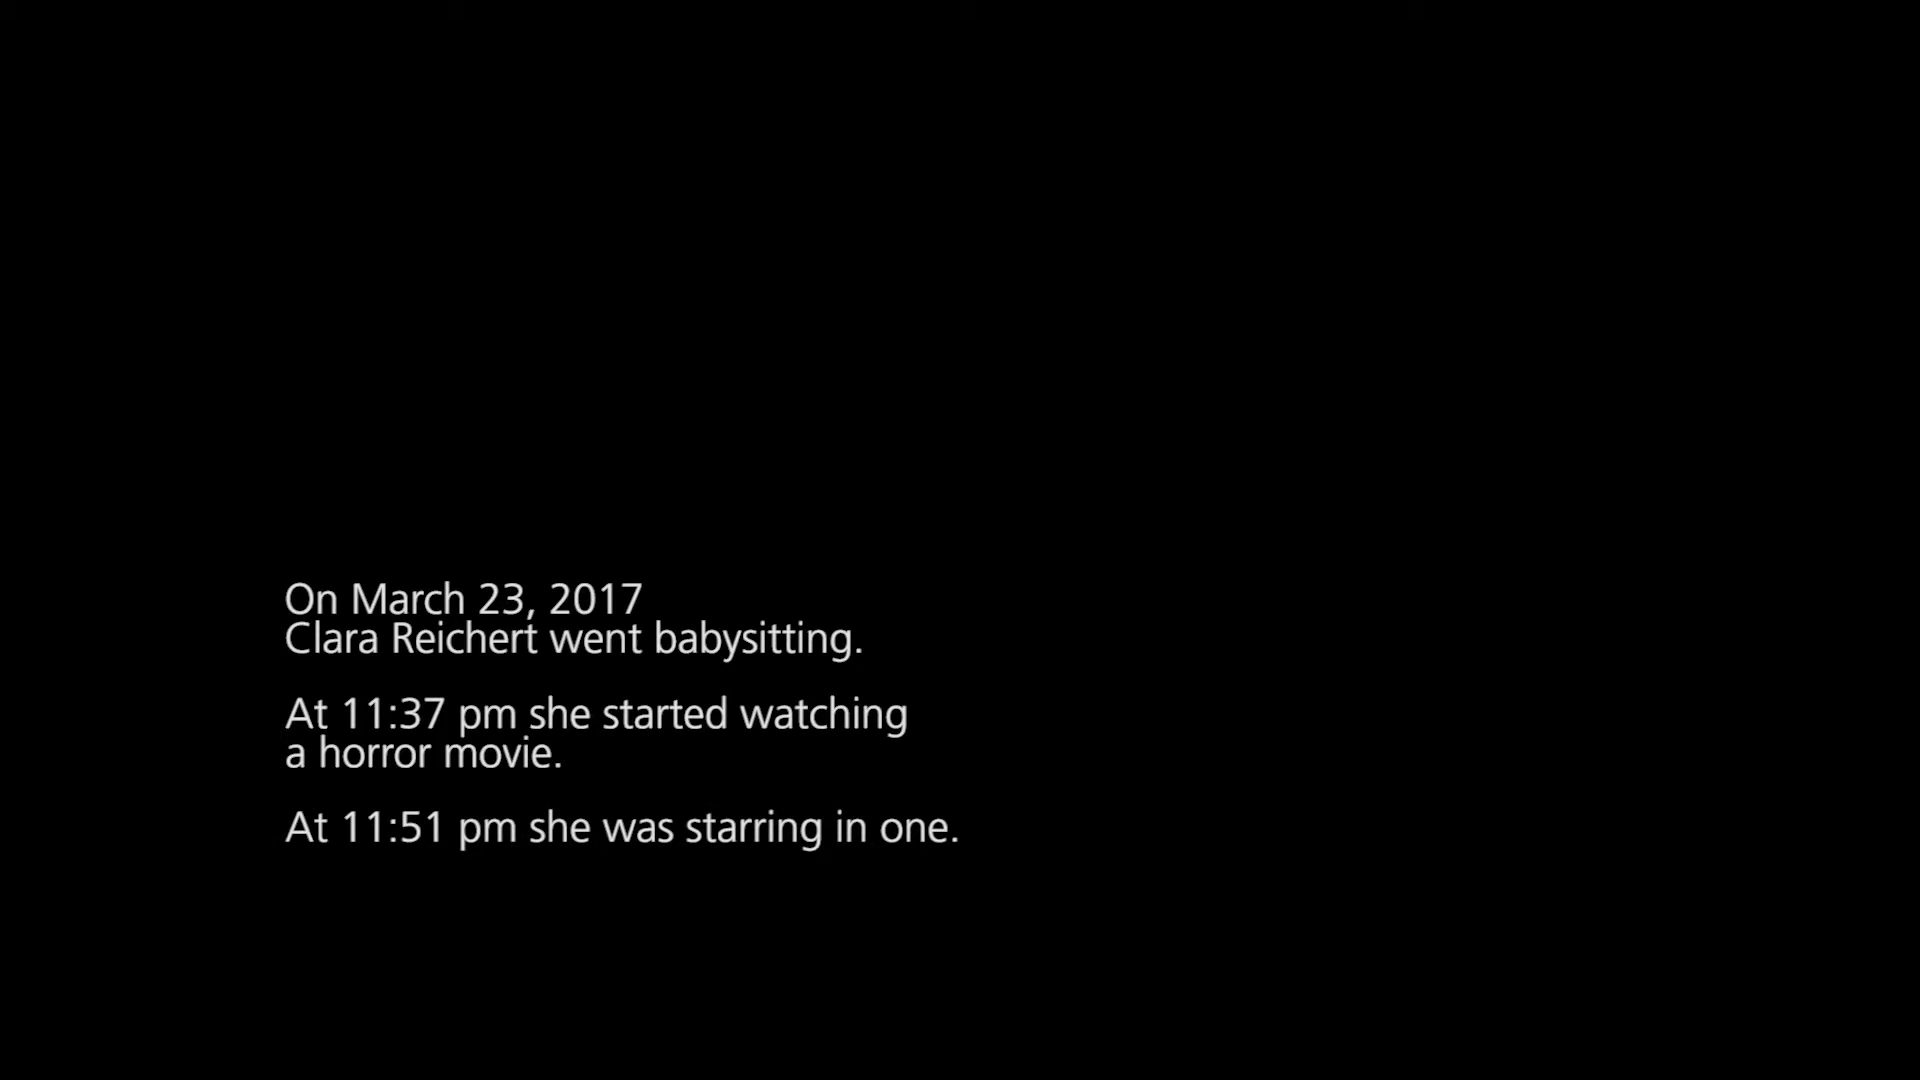 On March 23, 2017
Clara Reichert went babysitting.
At 11:37 pm she started watching
a horror movie.
At 11:51 pm she was starring in one.